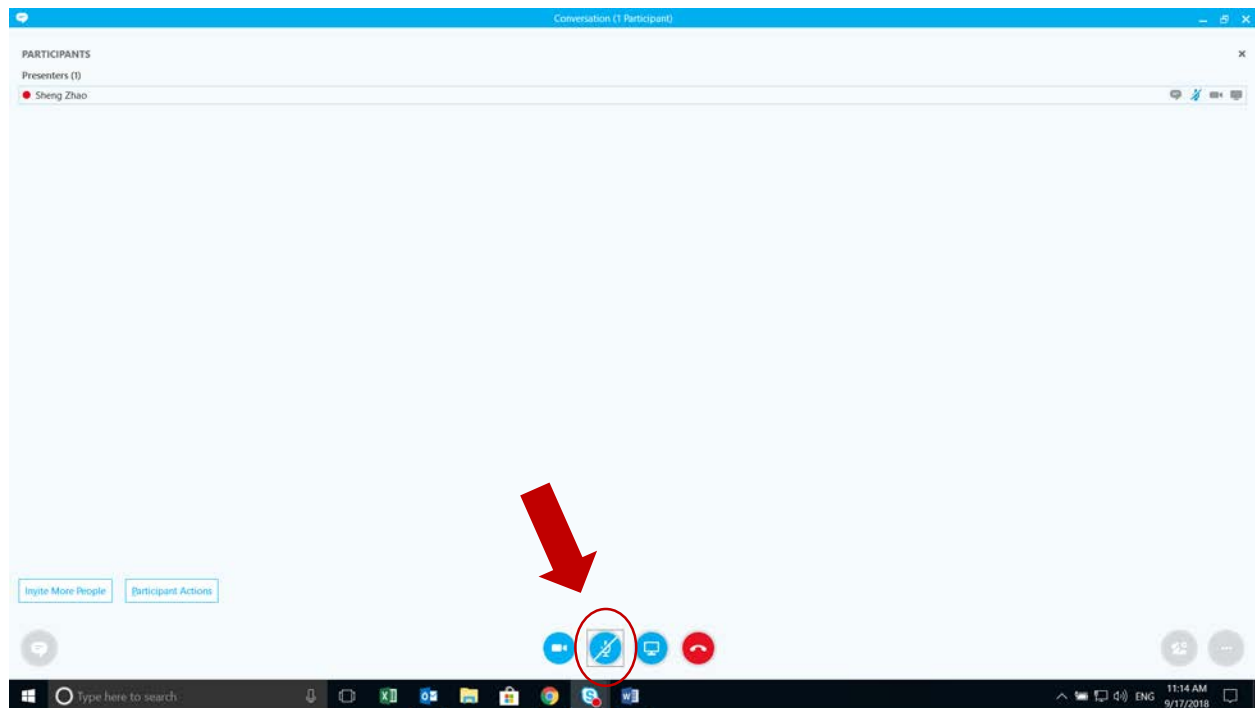 Conversation (1 Participant)
PARTICIPANTS
Presenters (1)
Sheng Zhao
Invite More People
Participant Actions
Type here to search
ENG
11:14 AM
9/17/2018